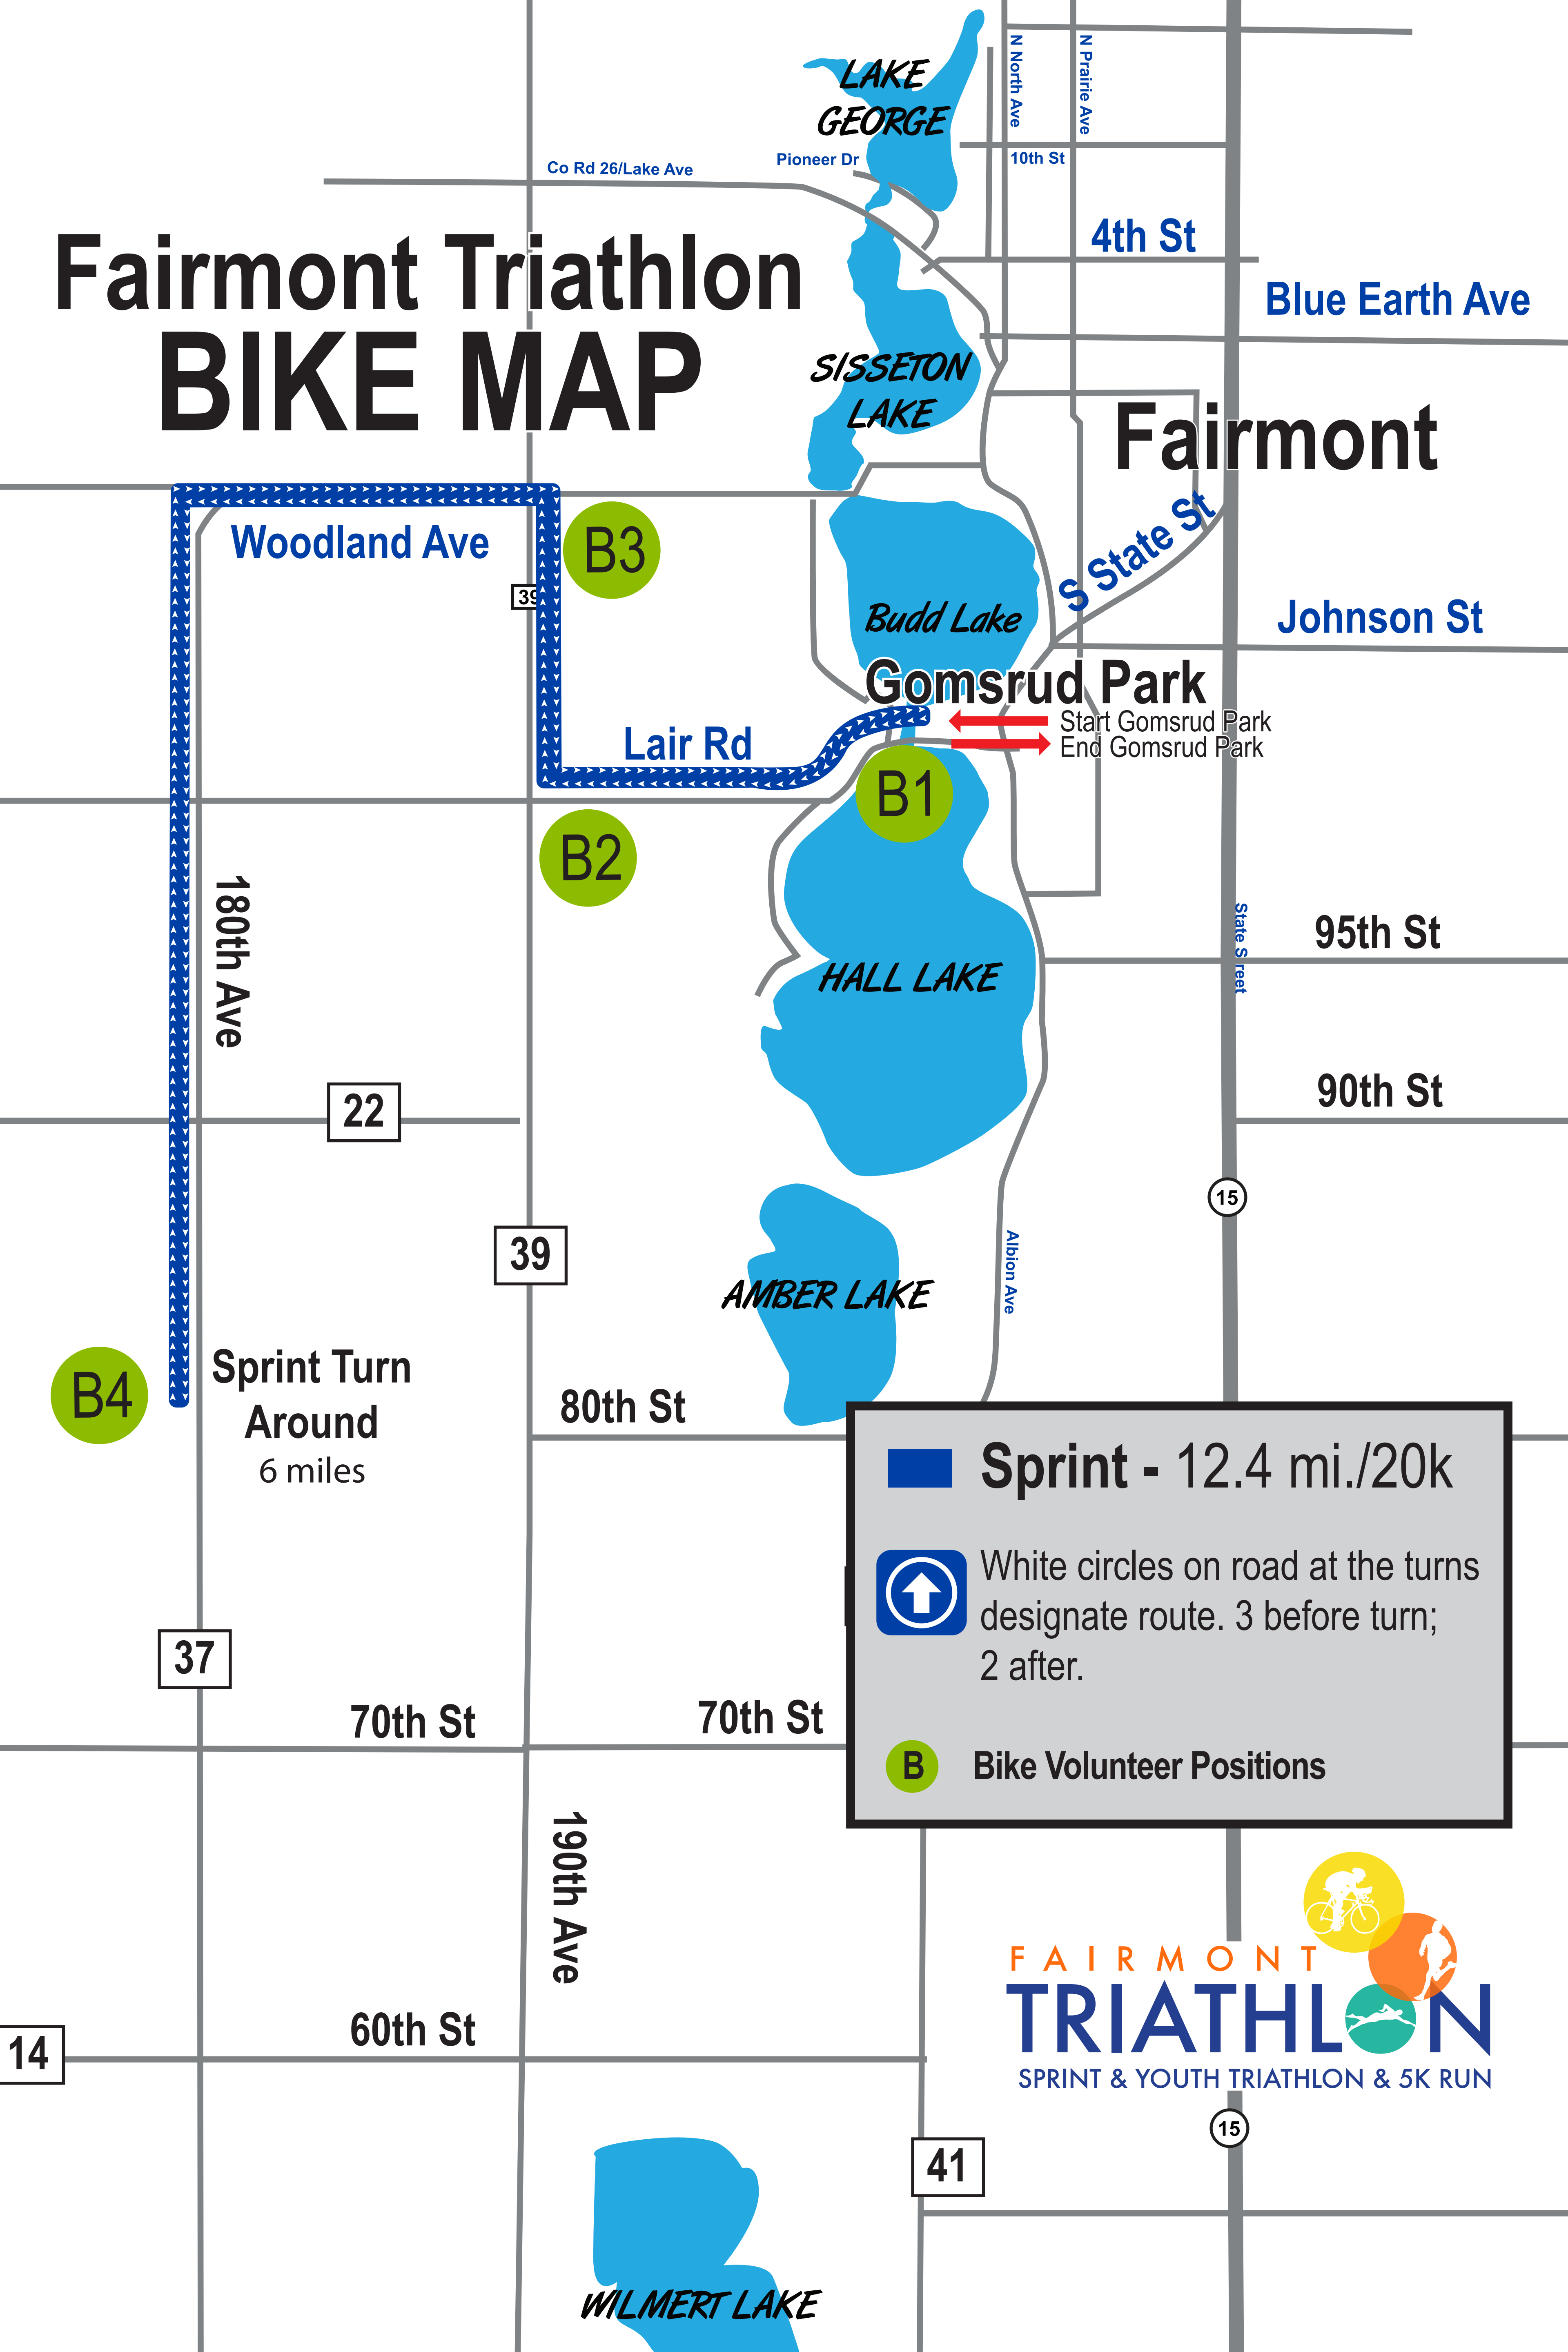 LAKE
GEORGE
N North Ave
N Prairie Ave
Co Rd 26/Lake Ave
Pioneer Dr
10th St
4th St
Fairmont Triathlon
BIKE MAP
Blue Earth Ave
SISSETON
LAKE
Fairmont
Woodland Ave
B3
39
S State St
Budd Lake
Johnson St
Gomsrud Park
Start Gomsrud Park
End Gomsrud Park
Lair Rd
B1
B2
180th Ave
State S reet
95th St
HALL LAKE
22
90th St
15
39
Albion Ave
AMBER LAKE
B4
Sprint Turn
Around
6 miles
80th St
Sprint - 12.4 mi./20k
White circles on road at the turns
designate route. 3 before turn;
2 after.
B Bike Volunteer Positions
37
70th St
70th St
190th Ave
60th St
14
FAIRMONT
TRIATHLON
SPRINT & YOUTH TRIATHLON & 5K RUN
15
41
WILMERT LAKE